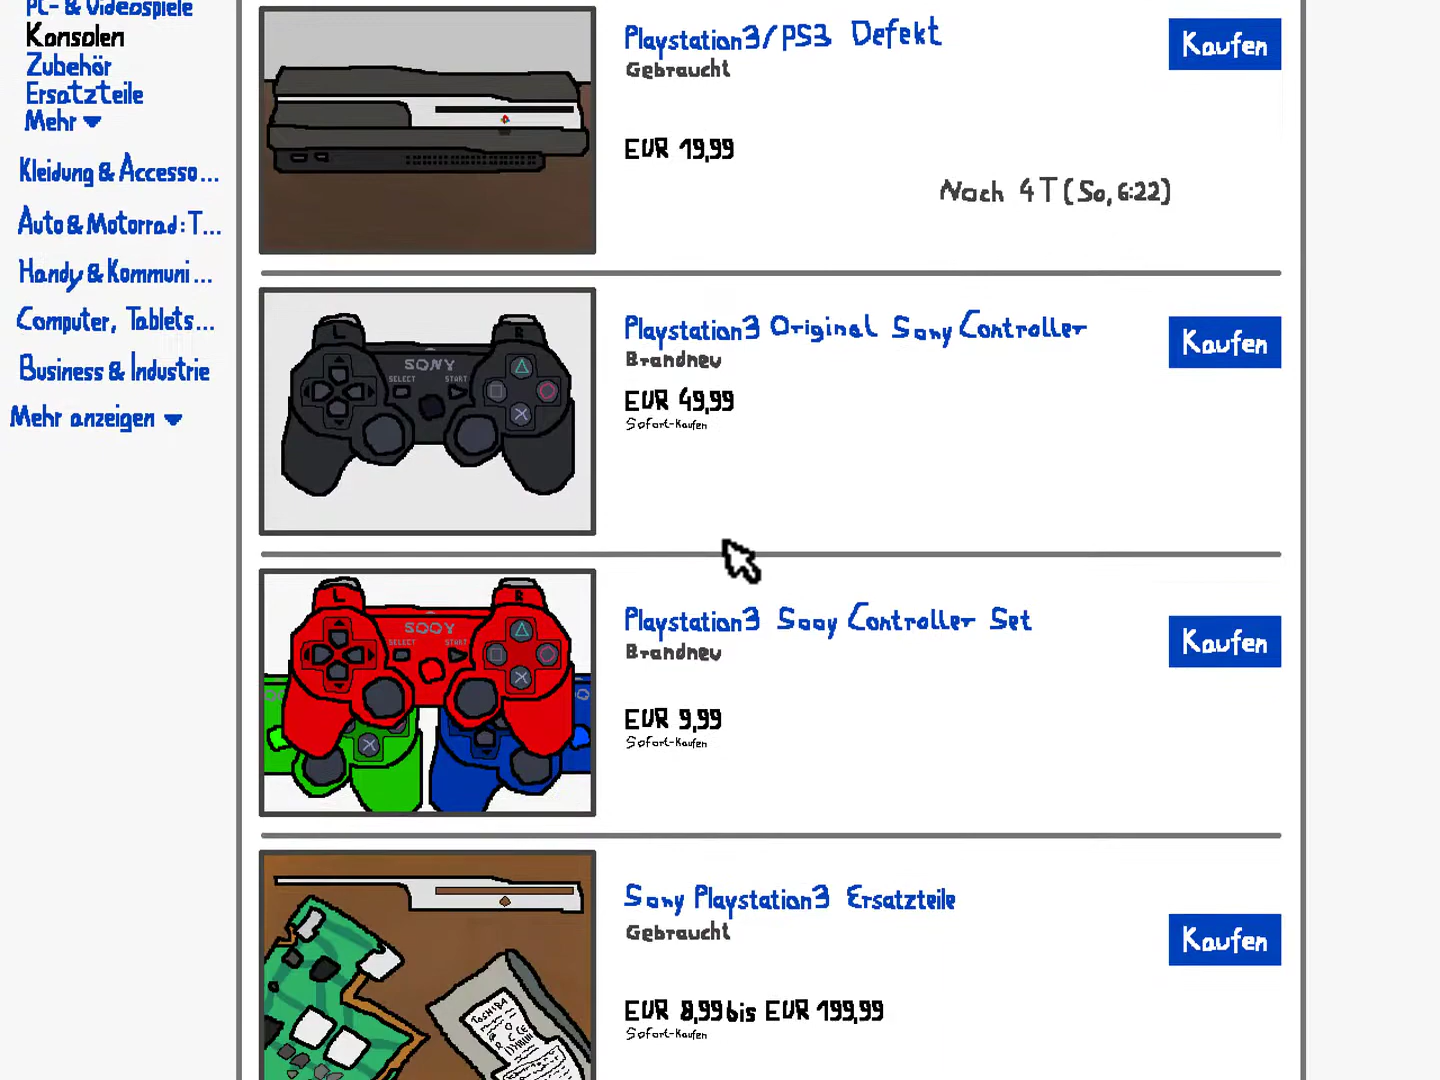 PC- & Videospiele
Konsolen
Zubehör
Ersatzteile
Mehr
Kleidung & Accesso...
Auto & Motorrad: T...
Handy & Kommuni...
Computer, Tablets...
Business & Industrie
Mehr anzeigen
Playstation3/PS3 Defekt
Gebraucht
Kaufen
EUR 19,99
Noch 4T (So, 6:22)
L R
SONY
SELECT START
Playstation3 Original Sony Controller
Brandneu
Kaufen
EUR 49,99
Sofort-Kaufen
L R
SOOY
SELECT START
Playstation3 Sooy Controller Set
Brandneu
Kaufen
EUR 9,99
Sofort-Kaufen
TOSHIBA
Sony Playstation3 Ersatzteile
Gebraucht
Kaufen
EUR 8,99 bis EUR 199,99
Sofort-Kaufen